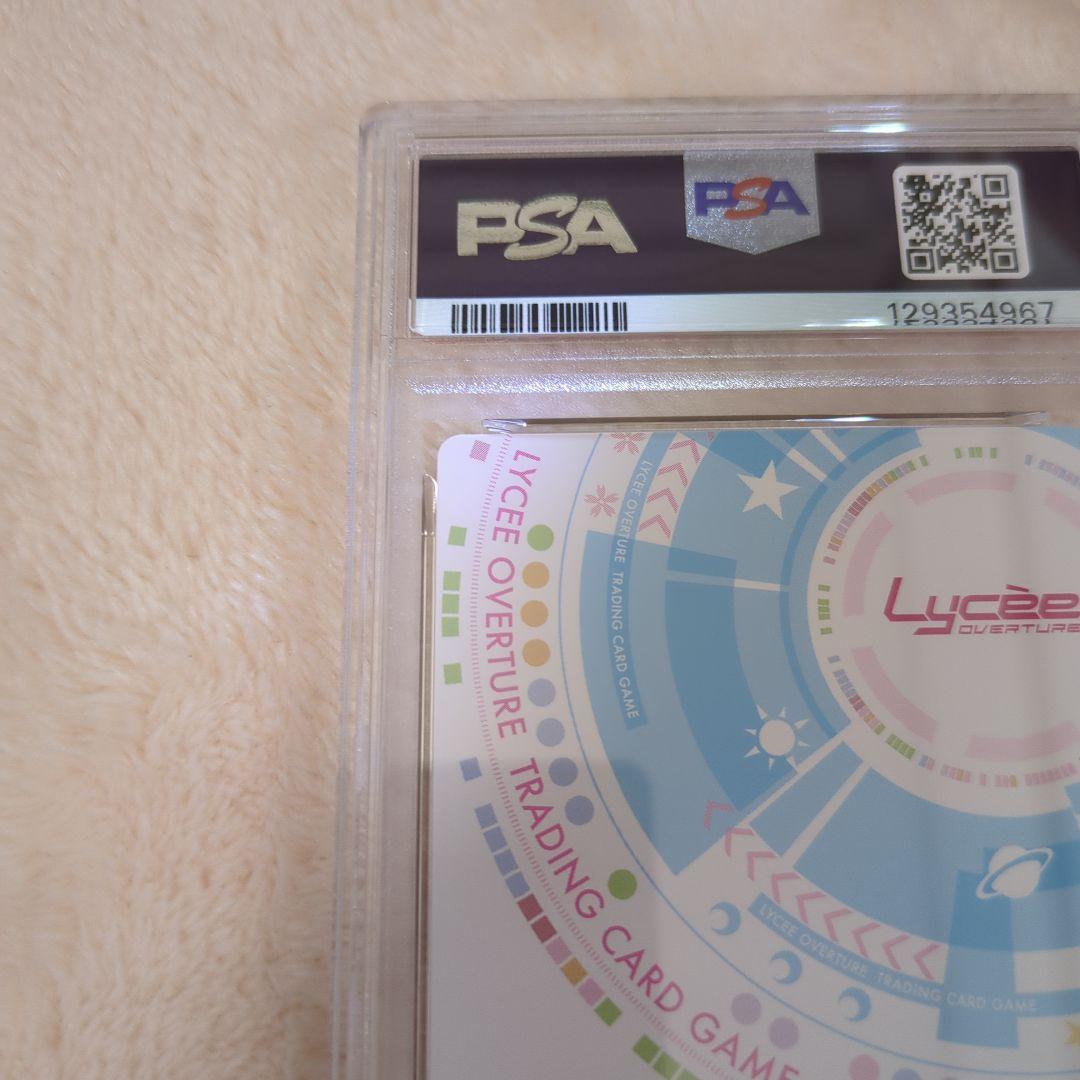 PSA
PSA
129354967
LYCEE OVERTURE TRADING CARD GAME
LYCEE OVERTURE TRADING CARD GAME
Lycèe
OVERTURE
LYCEE OVERTURE TRADING CARD GAME